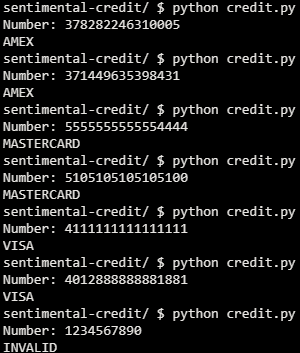 sentimental-credit/ $ python credit.py
Number: 378282246310005
AMEX
sentimental-credit/ $ python credit.py
Number: 371449635398431
AMEX
sentimental-credit/ $ python credit.py
Number: 5555555555554444
MASTERCARD
sentimental-credit/ $ python credit.py
Number: 5105105105105100
MASTERCARD
sentimental-credit/ $ python credit.py
Number: 4111111111111111
VISA
sentimental-credit/ $ python credit.py
Number: 4012888888881881
VISA
sentimental-credit/ $ python credit.py
Number: 1234567890
INVALID